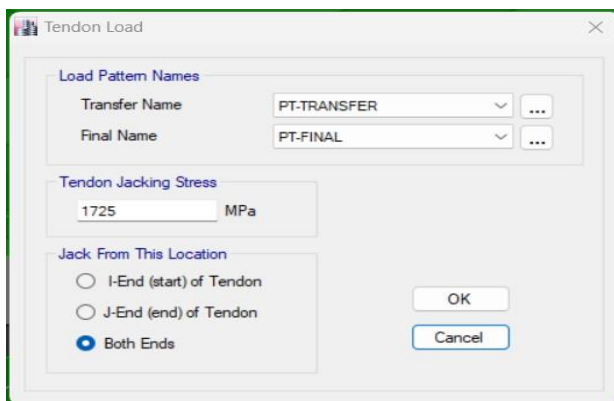 Tendon Load
Load Pattern Names
Transfer Name PT-TRANSFER ...
Final Name PT-FINAL ...
Tendon Jacking Stress
1725 MPa
Jack From This Location
I-End (start) of Tendon
J-End (end) of Tendon
Both Ends
OK
Cancel